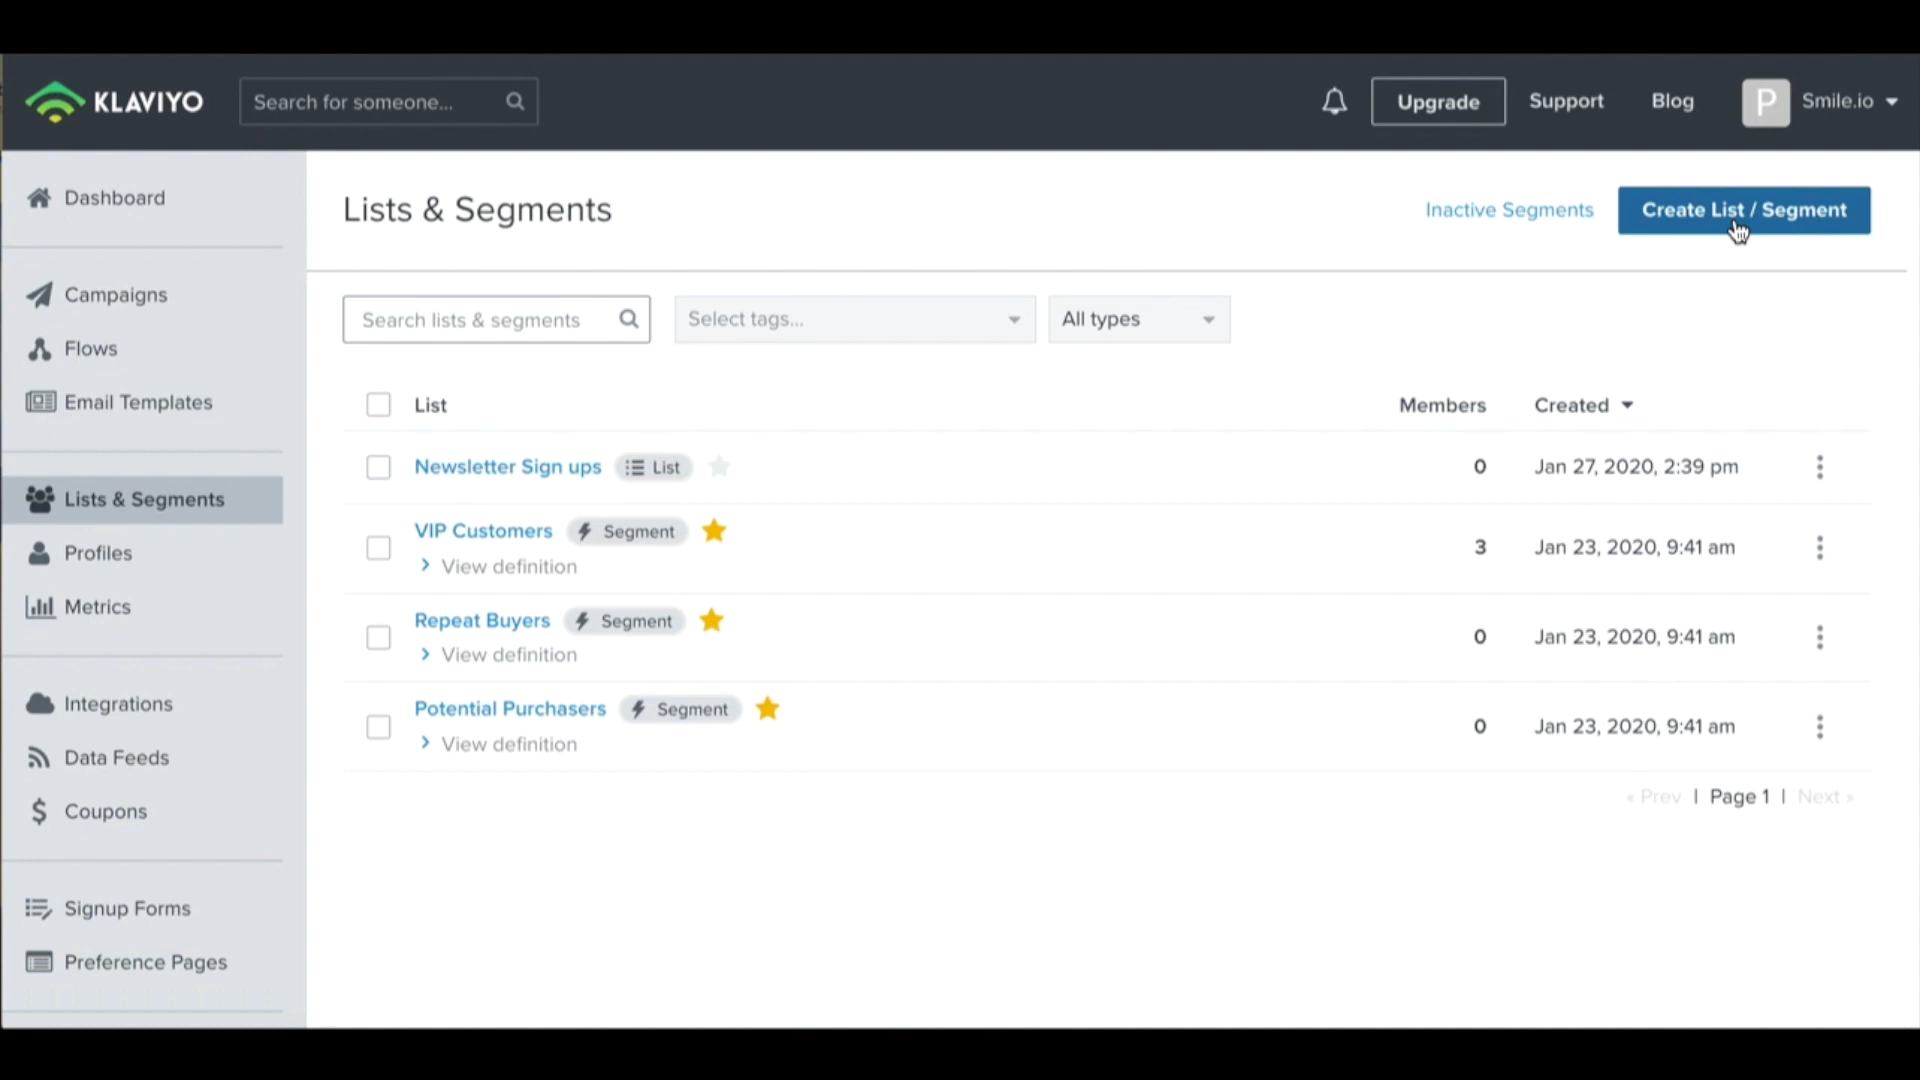 KLAVIYO
Search for someone...
Upgrade
Support
Blog
P
Smile.io
Dashboard
Campaigns
Flows
Email Templates
Lists & Segments
Profiles
Metrics
Integrations
Data Feeds
Coupons
Signup Forms
Preference Pages
Lists & Segments
Inactive Segments
Create List / Segment
Search lists & segments
Select tags...
All types
List Members Created
Newsletter Sign ups List 0 Jan 27, 2020, 2:39 pm
VIP Customers Segment
View definition
3 Jan 23, 2020, 9:41 am
Repeat Buyers Segment
View definition
0 Jan 23, 2020, 9:41 am
Potential Purchasers Segment
View definition
0 Jan 23, 2020, 9:41 am
« Prev | Page 1 | Next »